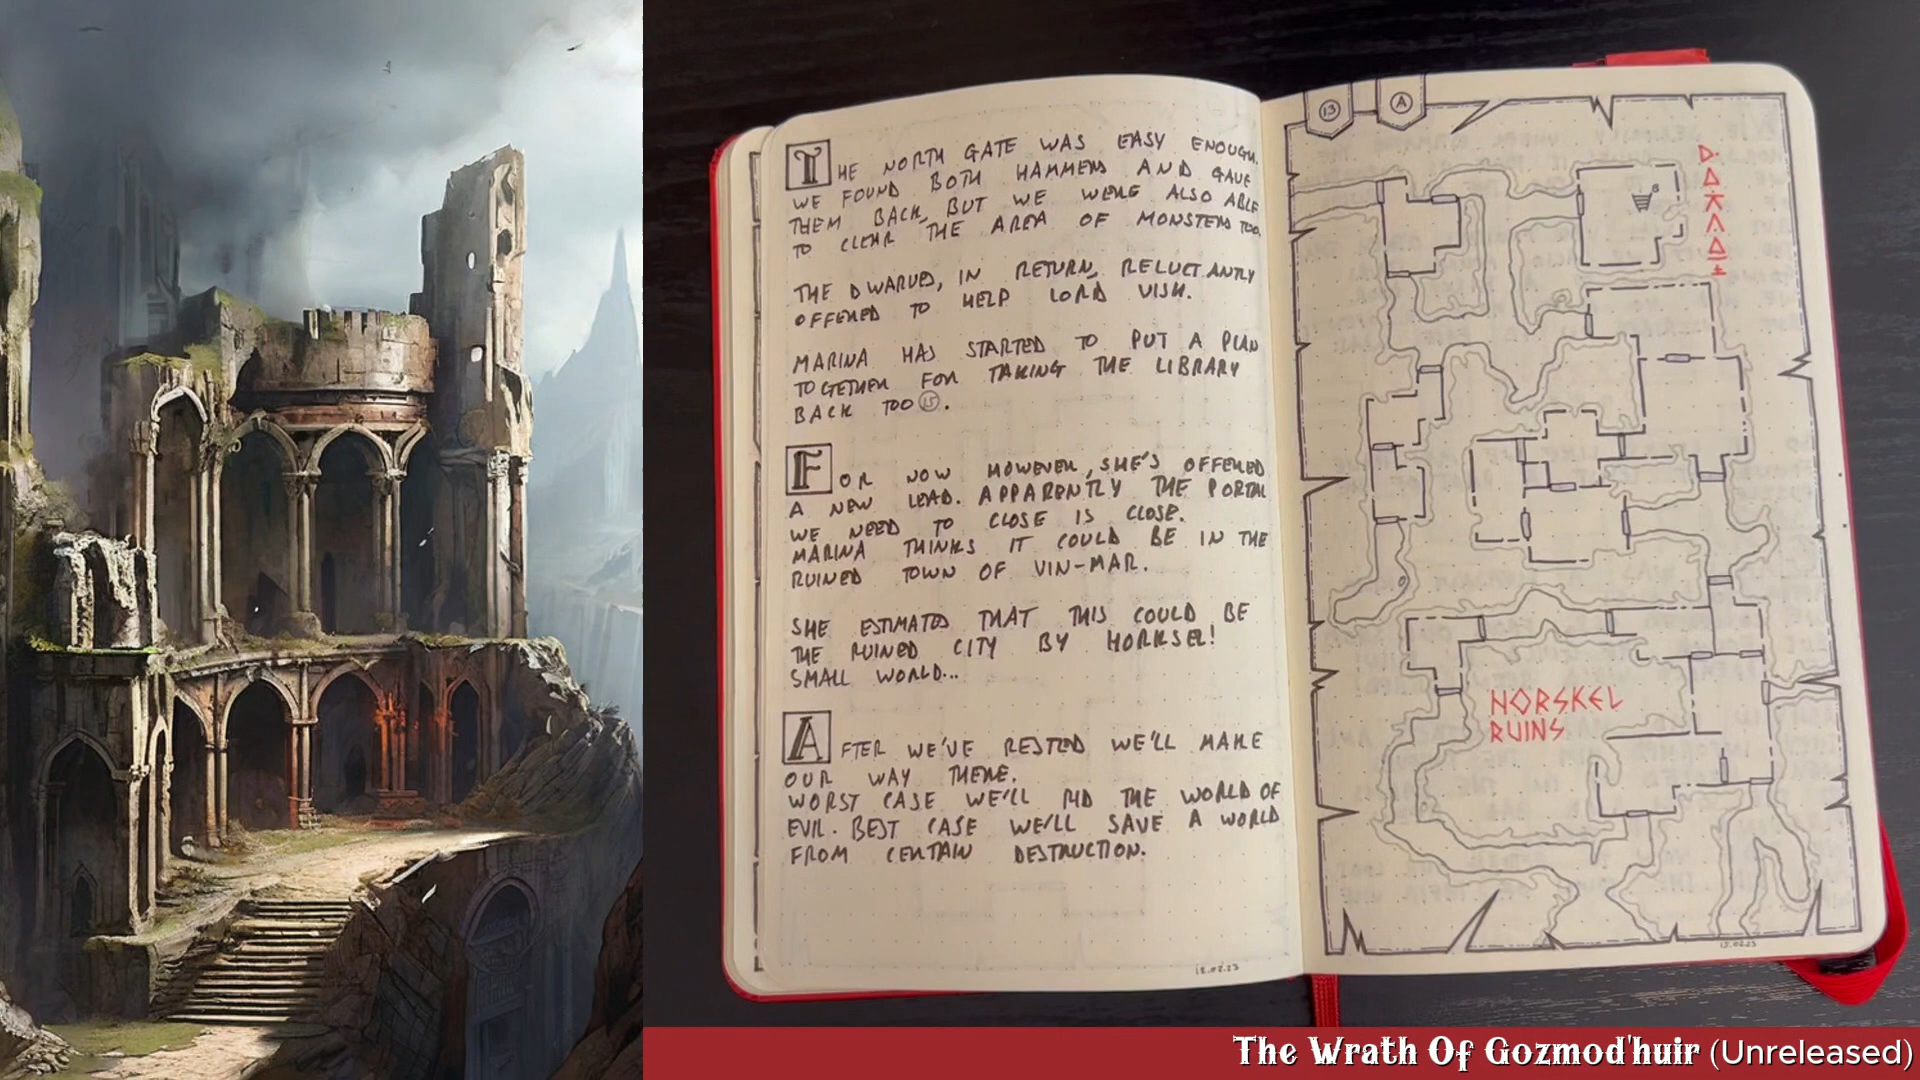 THE NORTH GATE WAS EASY ENOUGH.
WE FOUND BOTH HAMMERS AND GAVE
THEM BACK, BUT WE WERE ALSO ABLE
TO CLEAR THE AREA OF MONSTERS TOO.
THE DWARVES, IN RETURN, RELUCTANTLY
OFFERED TO HELP LORD VISH.
MARINA HAS STARTED TO PUT A PLAN
TOGETHER FOR TAKING THE LIBRARY
BACK TOO 15.
FOR NOW HOWEVER, SHE'S OFFERED
A NEW LEAD. APPARENTLY THE PORTAL
WE NEED TO CLOSE IS CLOSE.
MARINA THINKS IT COULD BE IN THE
RUINED TOWN OF VIN-MAR.
SHE ESTIMATED THAT THIS COULD BE
THE RUINED CITY BY HORKSEL!
SMALL WORLD...
AFTER WE'VE RESTED WE'LL MAKE
OUR WAY THERE.
WORST CASE WE'LL RID THE WORLD OF
EVIL. BEST CASE WE'LL SAVE A WORLD
FROM CERTAIN DESTRUCTION.
13 A
6
NORSKEL
RUINS
The Wrath Of Gozmod'huir (Unreleased)